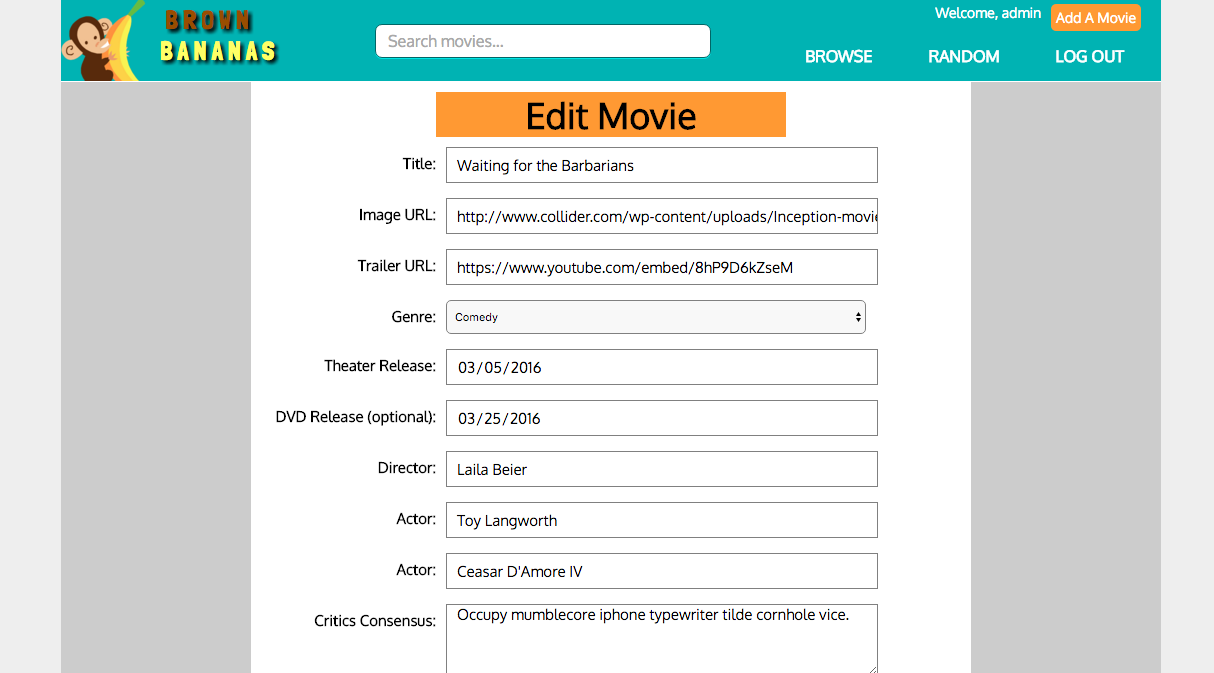 BROWN
BANANAS
Search movies...
Welcome, admin
Add A Movie
BROWSE
RANDOM
LOG OUT
Edit Movie
Title:
Waiting for the Barbarians
Image URL:
http://www.collider.com/wp-content/uploads/Inception-movie
Trailer URL:
https://www.youtube.com/embed/8hP9D6kZseM
Genre:
Comedy
Theater Release:
03/05/2016
DVD Release (optional):
03/25/2016
Director:
Laila Beier
Actor:
Toy Langworth
Actor:
Ceasar D'Amore IV
Critics Consensus:
Occupy mumblecore iphone typewriter tilde cornhole vice.